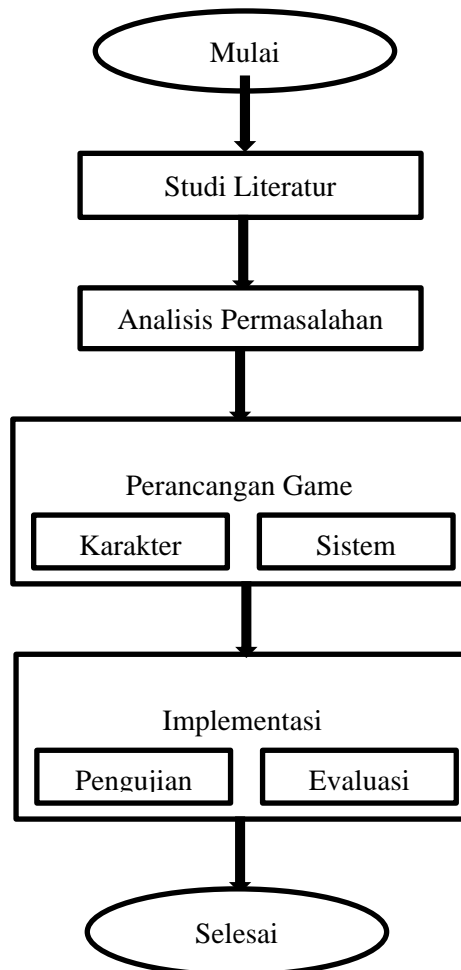 Mulai
Studi Literatur
Analisis Permasalahan
Perancangan Game
Karakter
Sistem
Implementasi
Pengujian
Evaluasi
Selesai